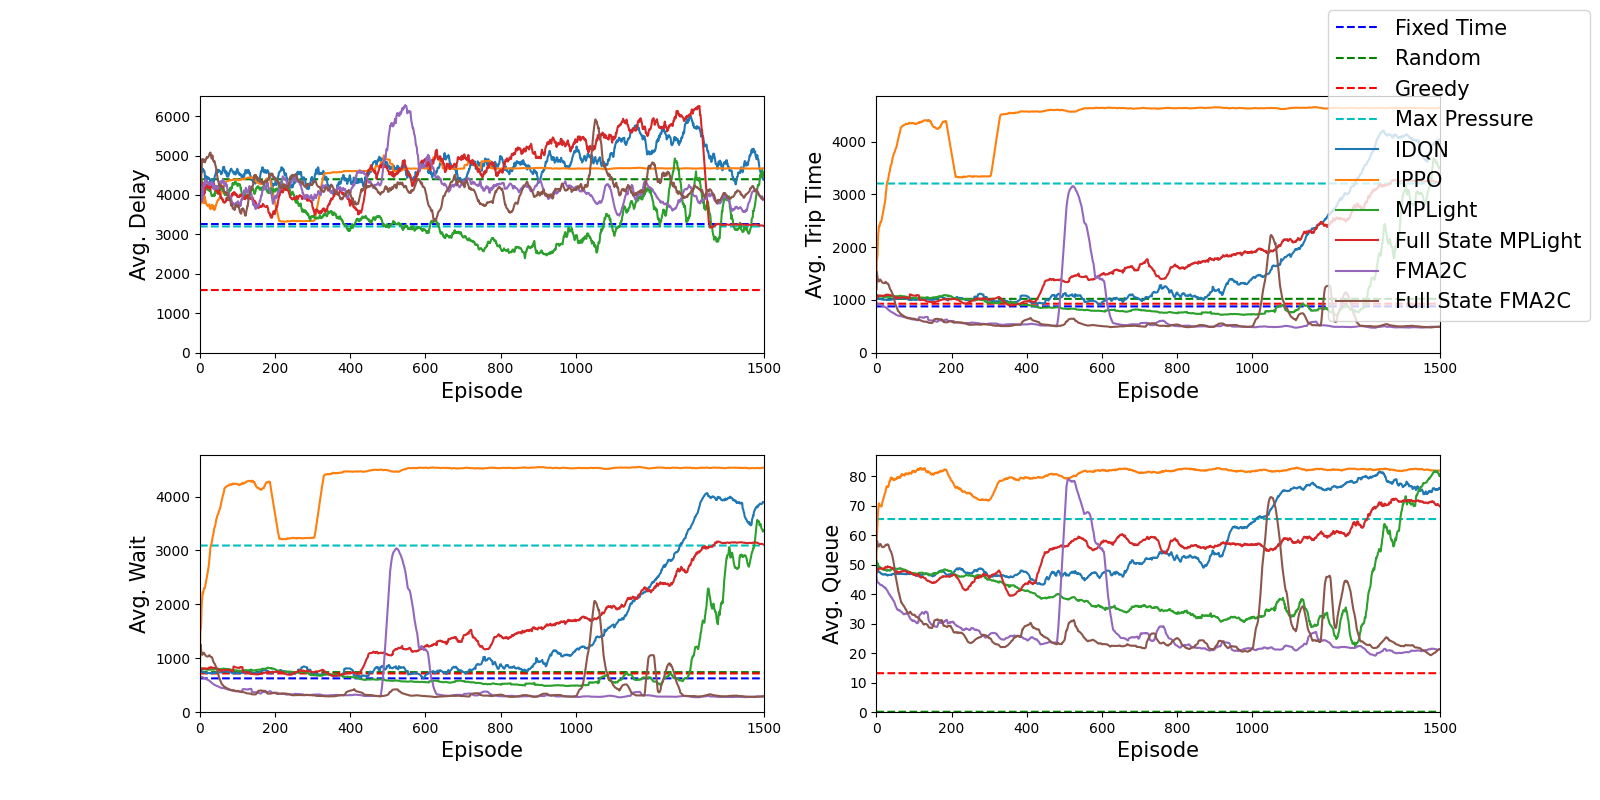 Fixed Time
Random
Greedy
Max Pressure
IDQN
IPPO
MPLight
Full State MPLight
FMA2C
Full State FMA2C
Avg. Delay
6000
5000
4000
3000
2000
1000
0
0 200 400 600 800 1000 1500
Episode
Avg. Trip Time
4000
3000
2000
1000
0
0 200 400 600 800 1000 1500
Episode
Avg. Wait
4000
3000
2000
1000
0
0 200 400 600 800 1000 1500
Episode
Avg. Queue
80
70
60
50
40
30
20
10
0
0 200 400 600 800 1000 1500
Episode